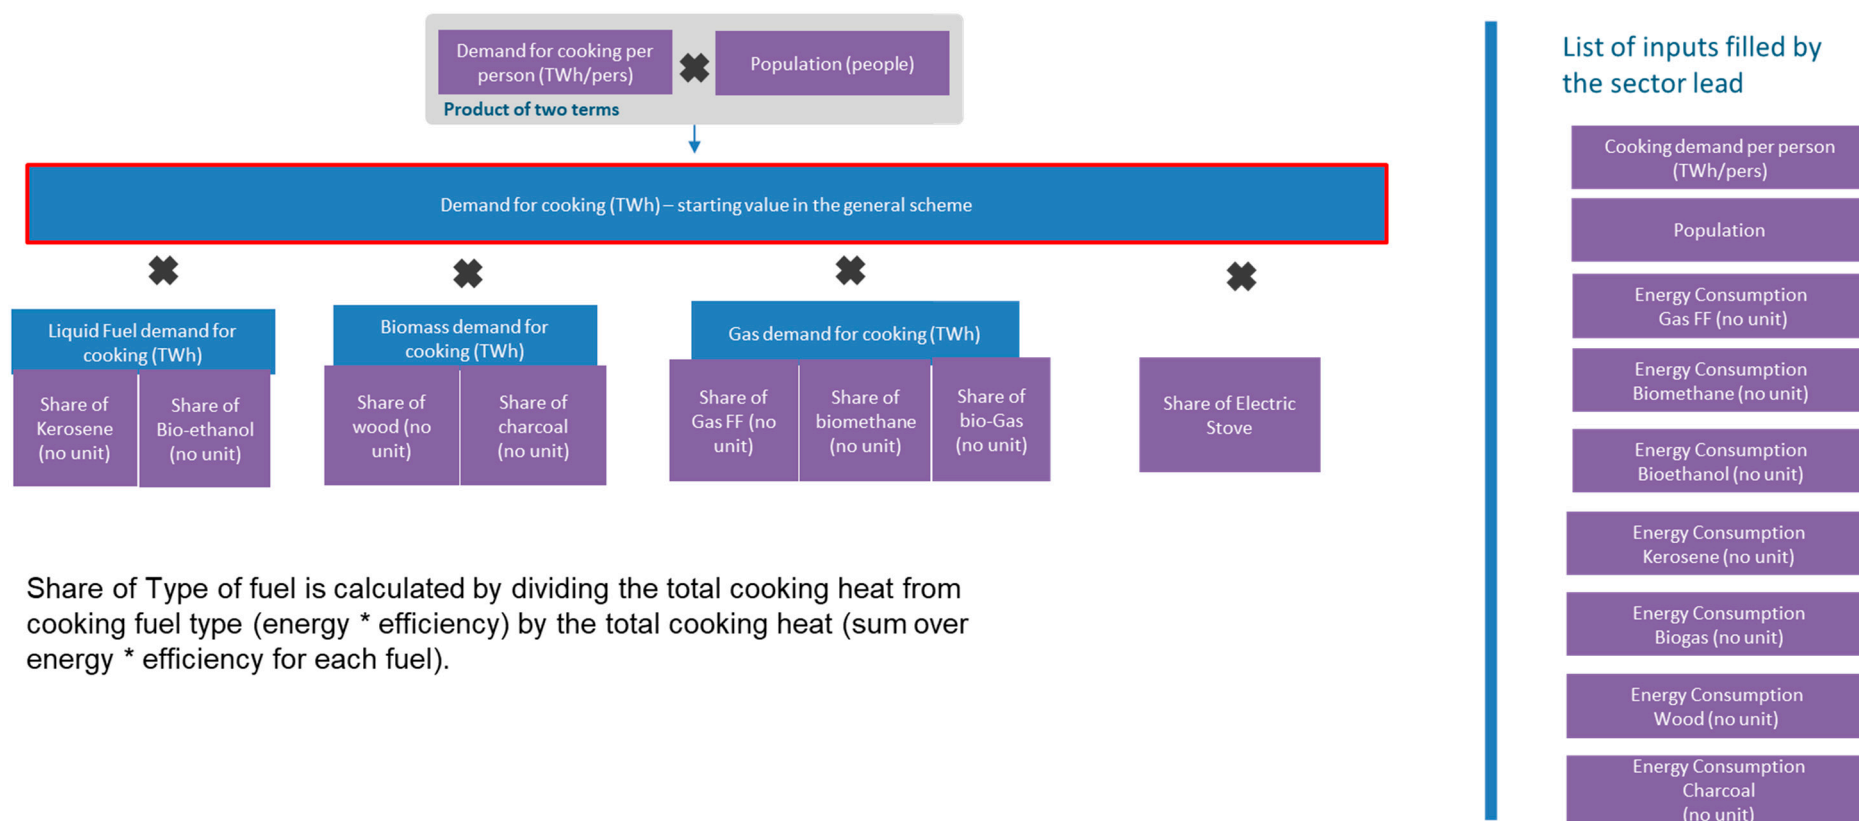 Demand for cooking per
person (TWh/pers)
Population (people)
Product of two terms
Demand for cooking (TWh) – starting value in the general scheme
Liquid Fuel demand for
cooking (TWh)
Biomass demand for
cooking (TWh)
Gas demand for cooking (TWh)
Share of
Kerosene
(no unit)
Share of
Bio-ethanol
(no unit)
Share of
wood (no
unit)
Share of
charcoal
(no unit)
Share of
Gas FF (no
unit)
Share of
biomethane
(no unit)
Share of
bio-Gas
(no unit)
Share of Electric
Stove
Share of Type of fuel is calculated by dividing the total cooking heat from
cooking fuel type (energy * efficiency) by the total cooking heat (sum over
energy * efficiency for each fuel).
List of inputs filled by
the sector lead
Cooking demand per person
(TWh/pers)
Population
Energy Consumption
Gas FF (no unit)
Energy Consumption
Biomethane (no unit)
Energy Consumption
Bioethanol (no unit)
Energy Consumption
Kerosene (no unit)
Energy Consumption
Biogas (no unit)
Energy Consumption
Wood (no unit)
Energy Consumption
Charcoal
(no unit)